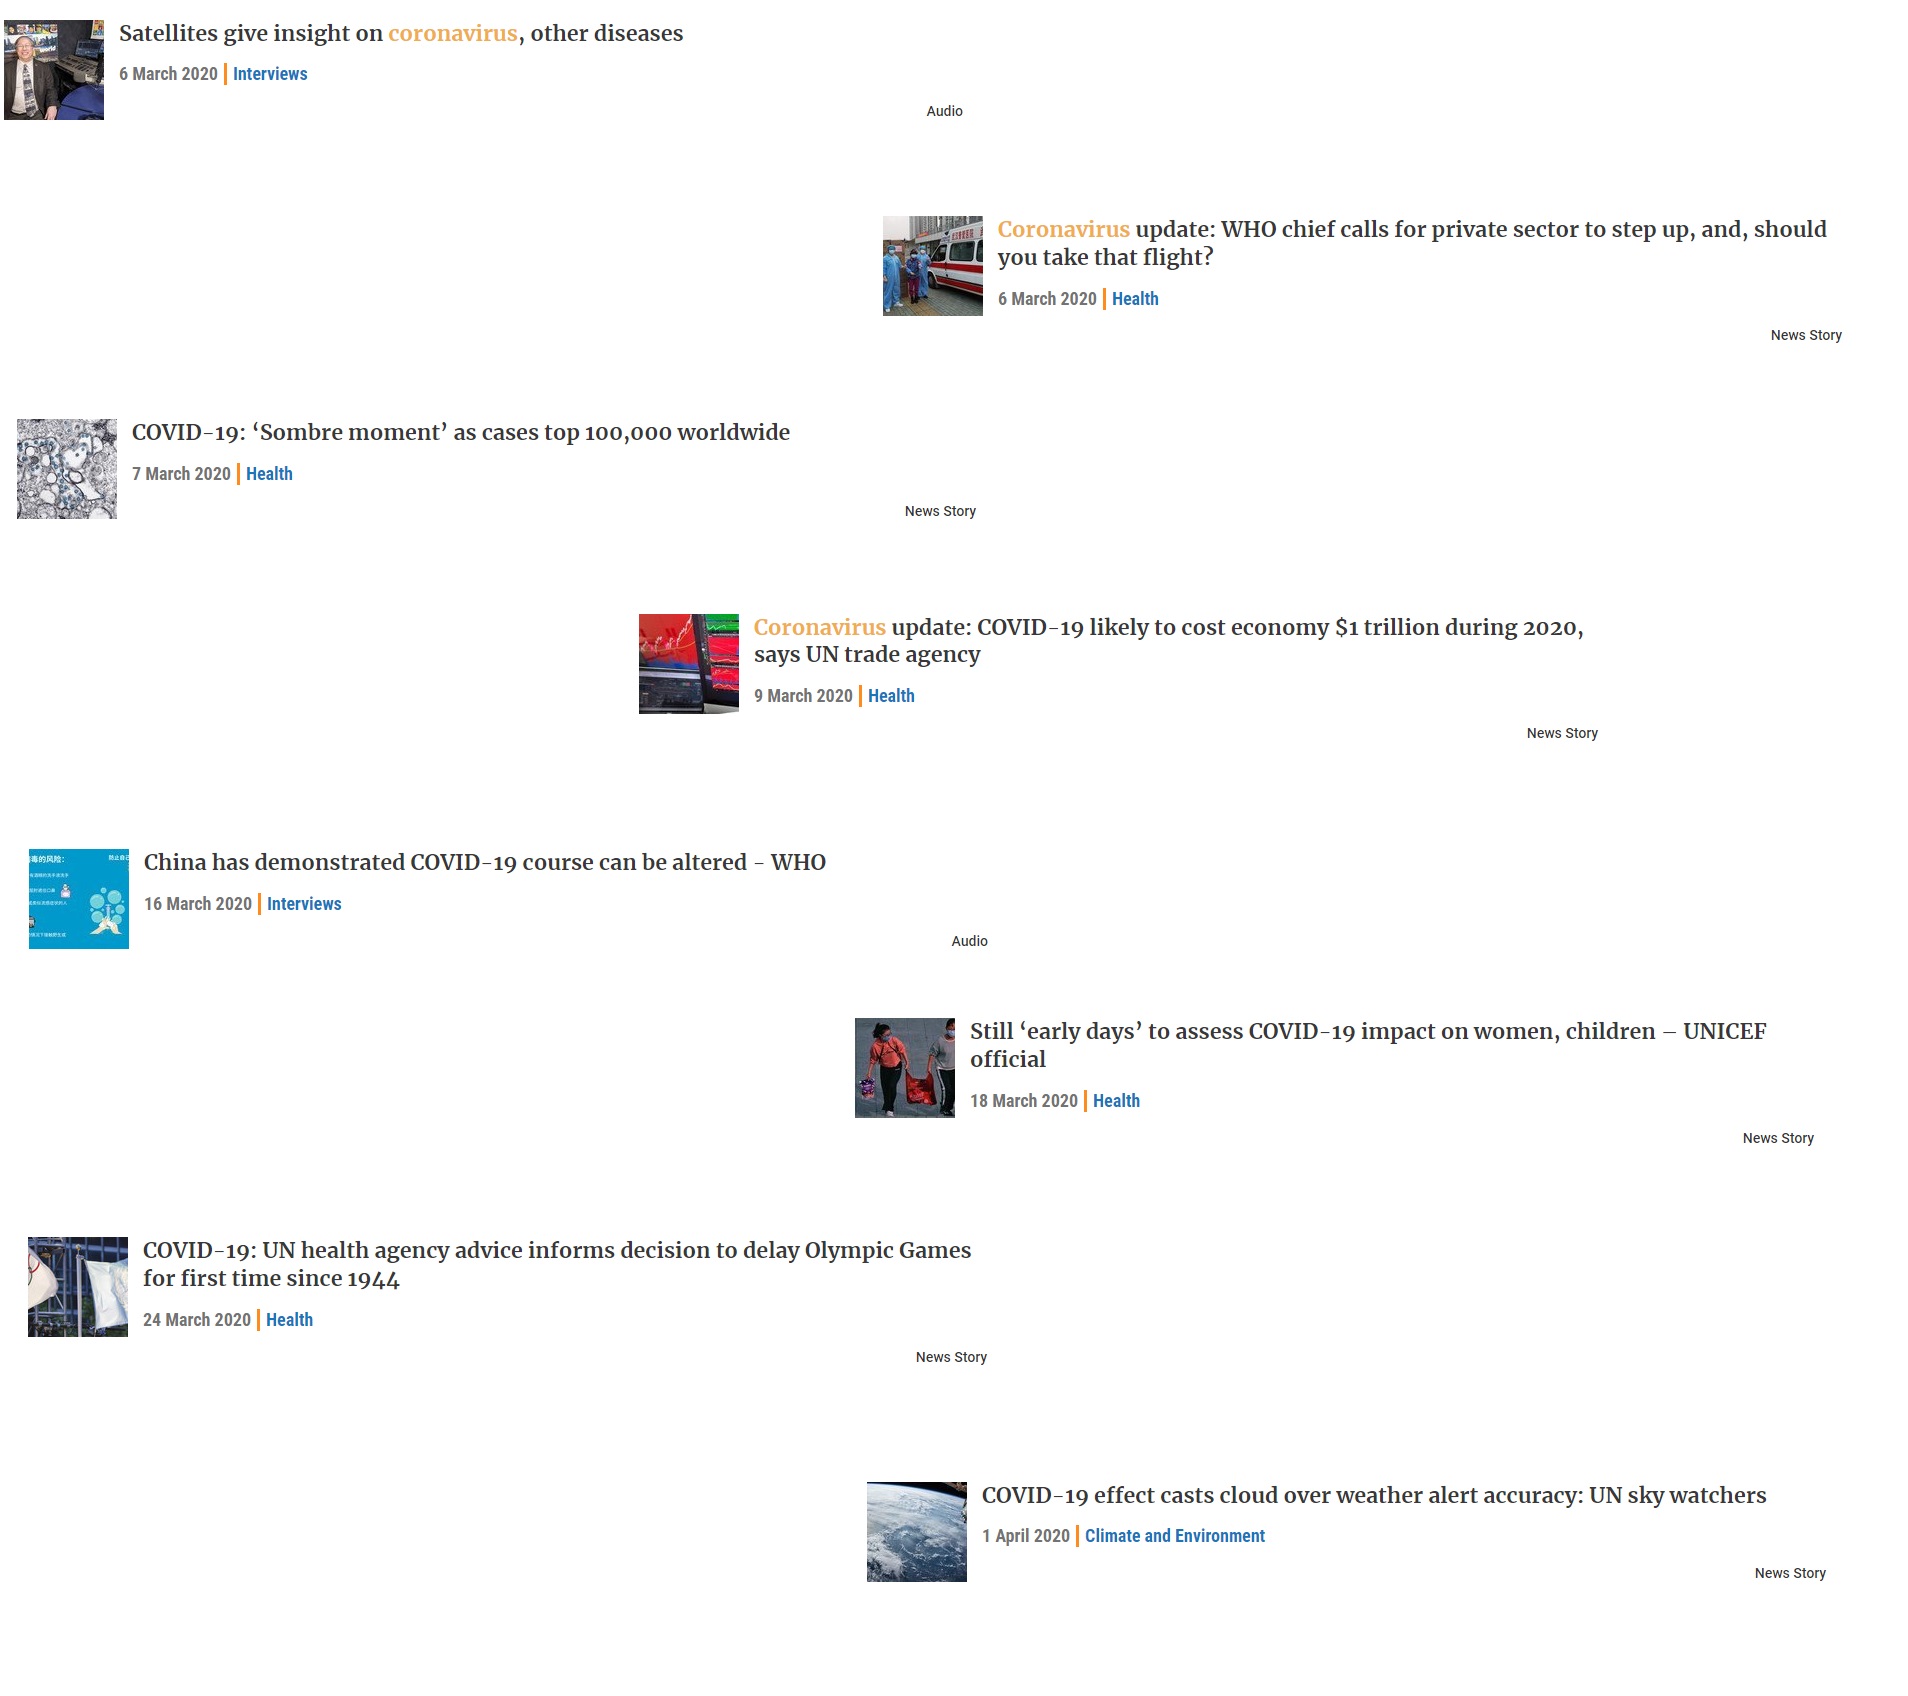 Satellites give insight on coronavirus, other diseases
6 March 2020 | Interviews
Audio
Coronavirus update: WHO chief calls for private sector to step up, and, should
you take that flight?
6 March 2020 | Health
News Story
COVID-19: ‘Sombre moment’ as cases top 100,000 worldwide
7 March 2020 | Health
News Story
Coronavirus update: COVID-19 likely to cost economy $1 trillion during 2020,
says UN trade agency
9 March 2020 | Health
News Story
China has demonstrated COVID-19 course can be altered - WHO
16 March 2020 | Interviews
Audio
Still ‘early days’ to assess COVID-19 impact on women, children – UNICEF
official
18 March 2020 | Health
News Story
COVID-19: UN health agency advice informs decision to delay Olympic Games
for first time since 1944
24 March 2020 | Health
News Story
COVID-19 effect casts cloud over weather alert accuracy: UN sky watchers
1 April 2020 | Climate and Environment
News Story